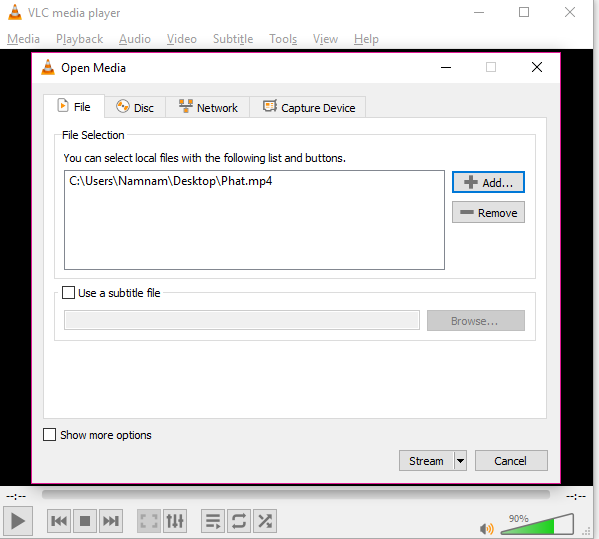 VLC media player
Media Playback Audio Video Subtitle Tools View Help
Open Media
File Disc Network Capture Device
File Selection
You can select local files with the following list and buttons.
C:\Users\Namnam\Desktop\Phat.mp4
Add...
Remove
Use a subtitle file
Browse...
Show more options
Stream Cancel
--:-- --:--
90%